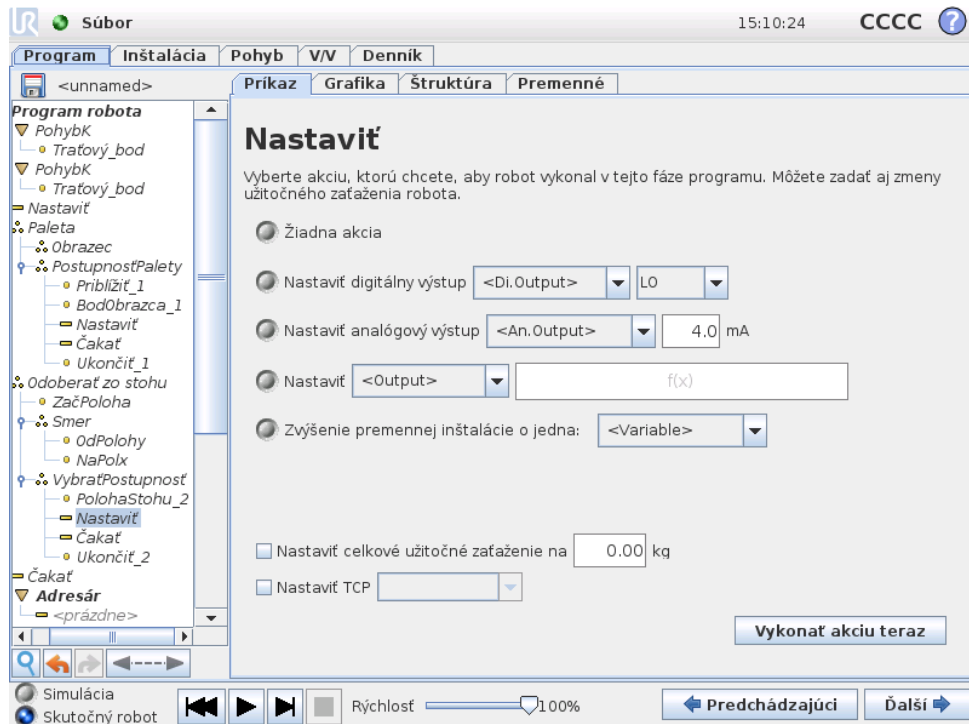 UR Súbor 15:10:24 CCCC ?
Program Inštalácia Pohyb V/V Denník
<unnamed> Príkaz Grafika Štruktúra Premenné
Program robota
PohybK
Traťový_bod
PohybK
Traťový_bod
Nastaviť
Paleta
Obrazec
PostupnosťPalety
Priblížiť_1
BodObrazca_1
Nastaviť
Čakať
Ukončiť_1
Odoberať zo stohu
ZačPoloha
Smer
OdPolohy
NaPolx
VybraťPostupnosť
PolohaStohu_2
Nastaviť
Čakať
Ukončiť_2
Čakať
Adresár
<prázdne>
Nastaviť
Vyberte akciu, ktorú chcete, aby robot vykonal v tejto fáze programu. Môžete zadať aj zmeny
užitočného zaťaženia robota.
Žiadna akcia
Nastaviť digitálny výstup <Di.Output> LO
Nastaviť analógový výstup <An.Output> 4.0 mA
Nastaviť <Output> f(x)
Zvýšenie premennej inštalácie o jedna: <Variable>
Nastaviť celkové užitočné zaťaženie na 0.00 kg
Nastaviť TCP
Vykonať akciu teraz
Simulácia
Skutočný robot
Rýchlosť 100%
Predchádzajúci Ďalší